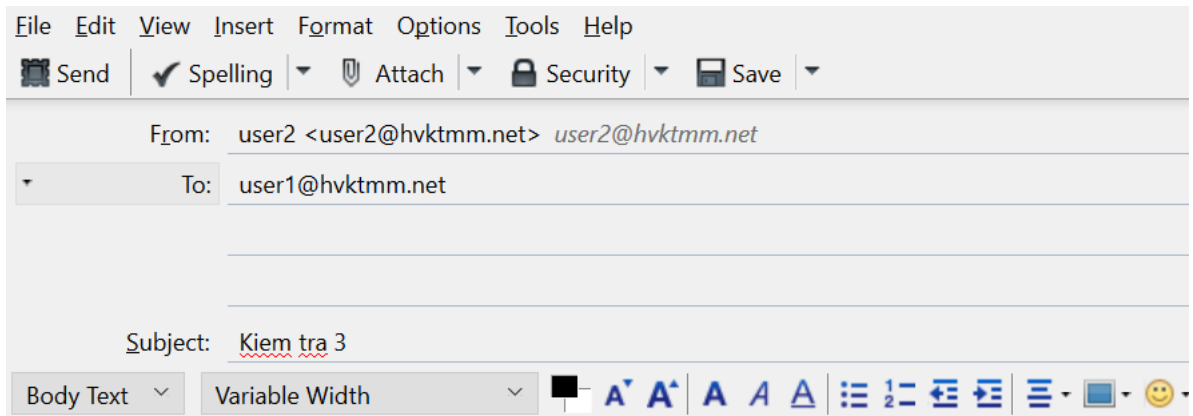 File Edit View Insert Format Options Tools Help
Send Spelling Attach Security Save
From: user2 <user2@hvktmm.net> user2@hvktmm.net
To: user1@hvktmm.net
Subject: Kiem tra 3
Body Text Variable Width A A A A A